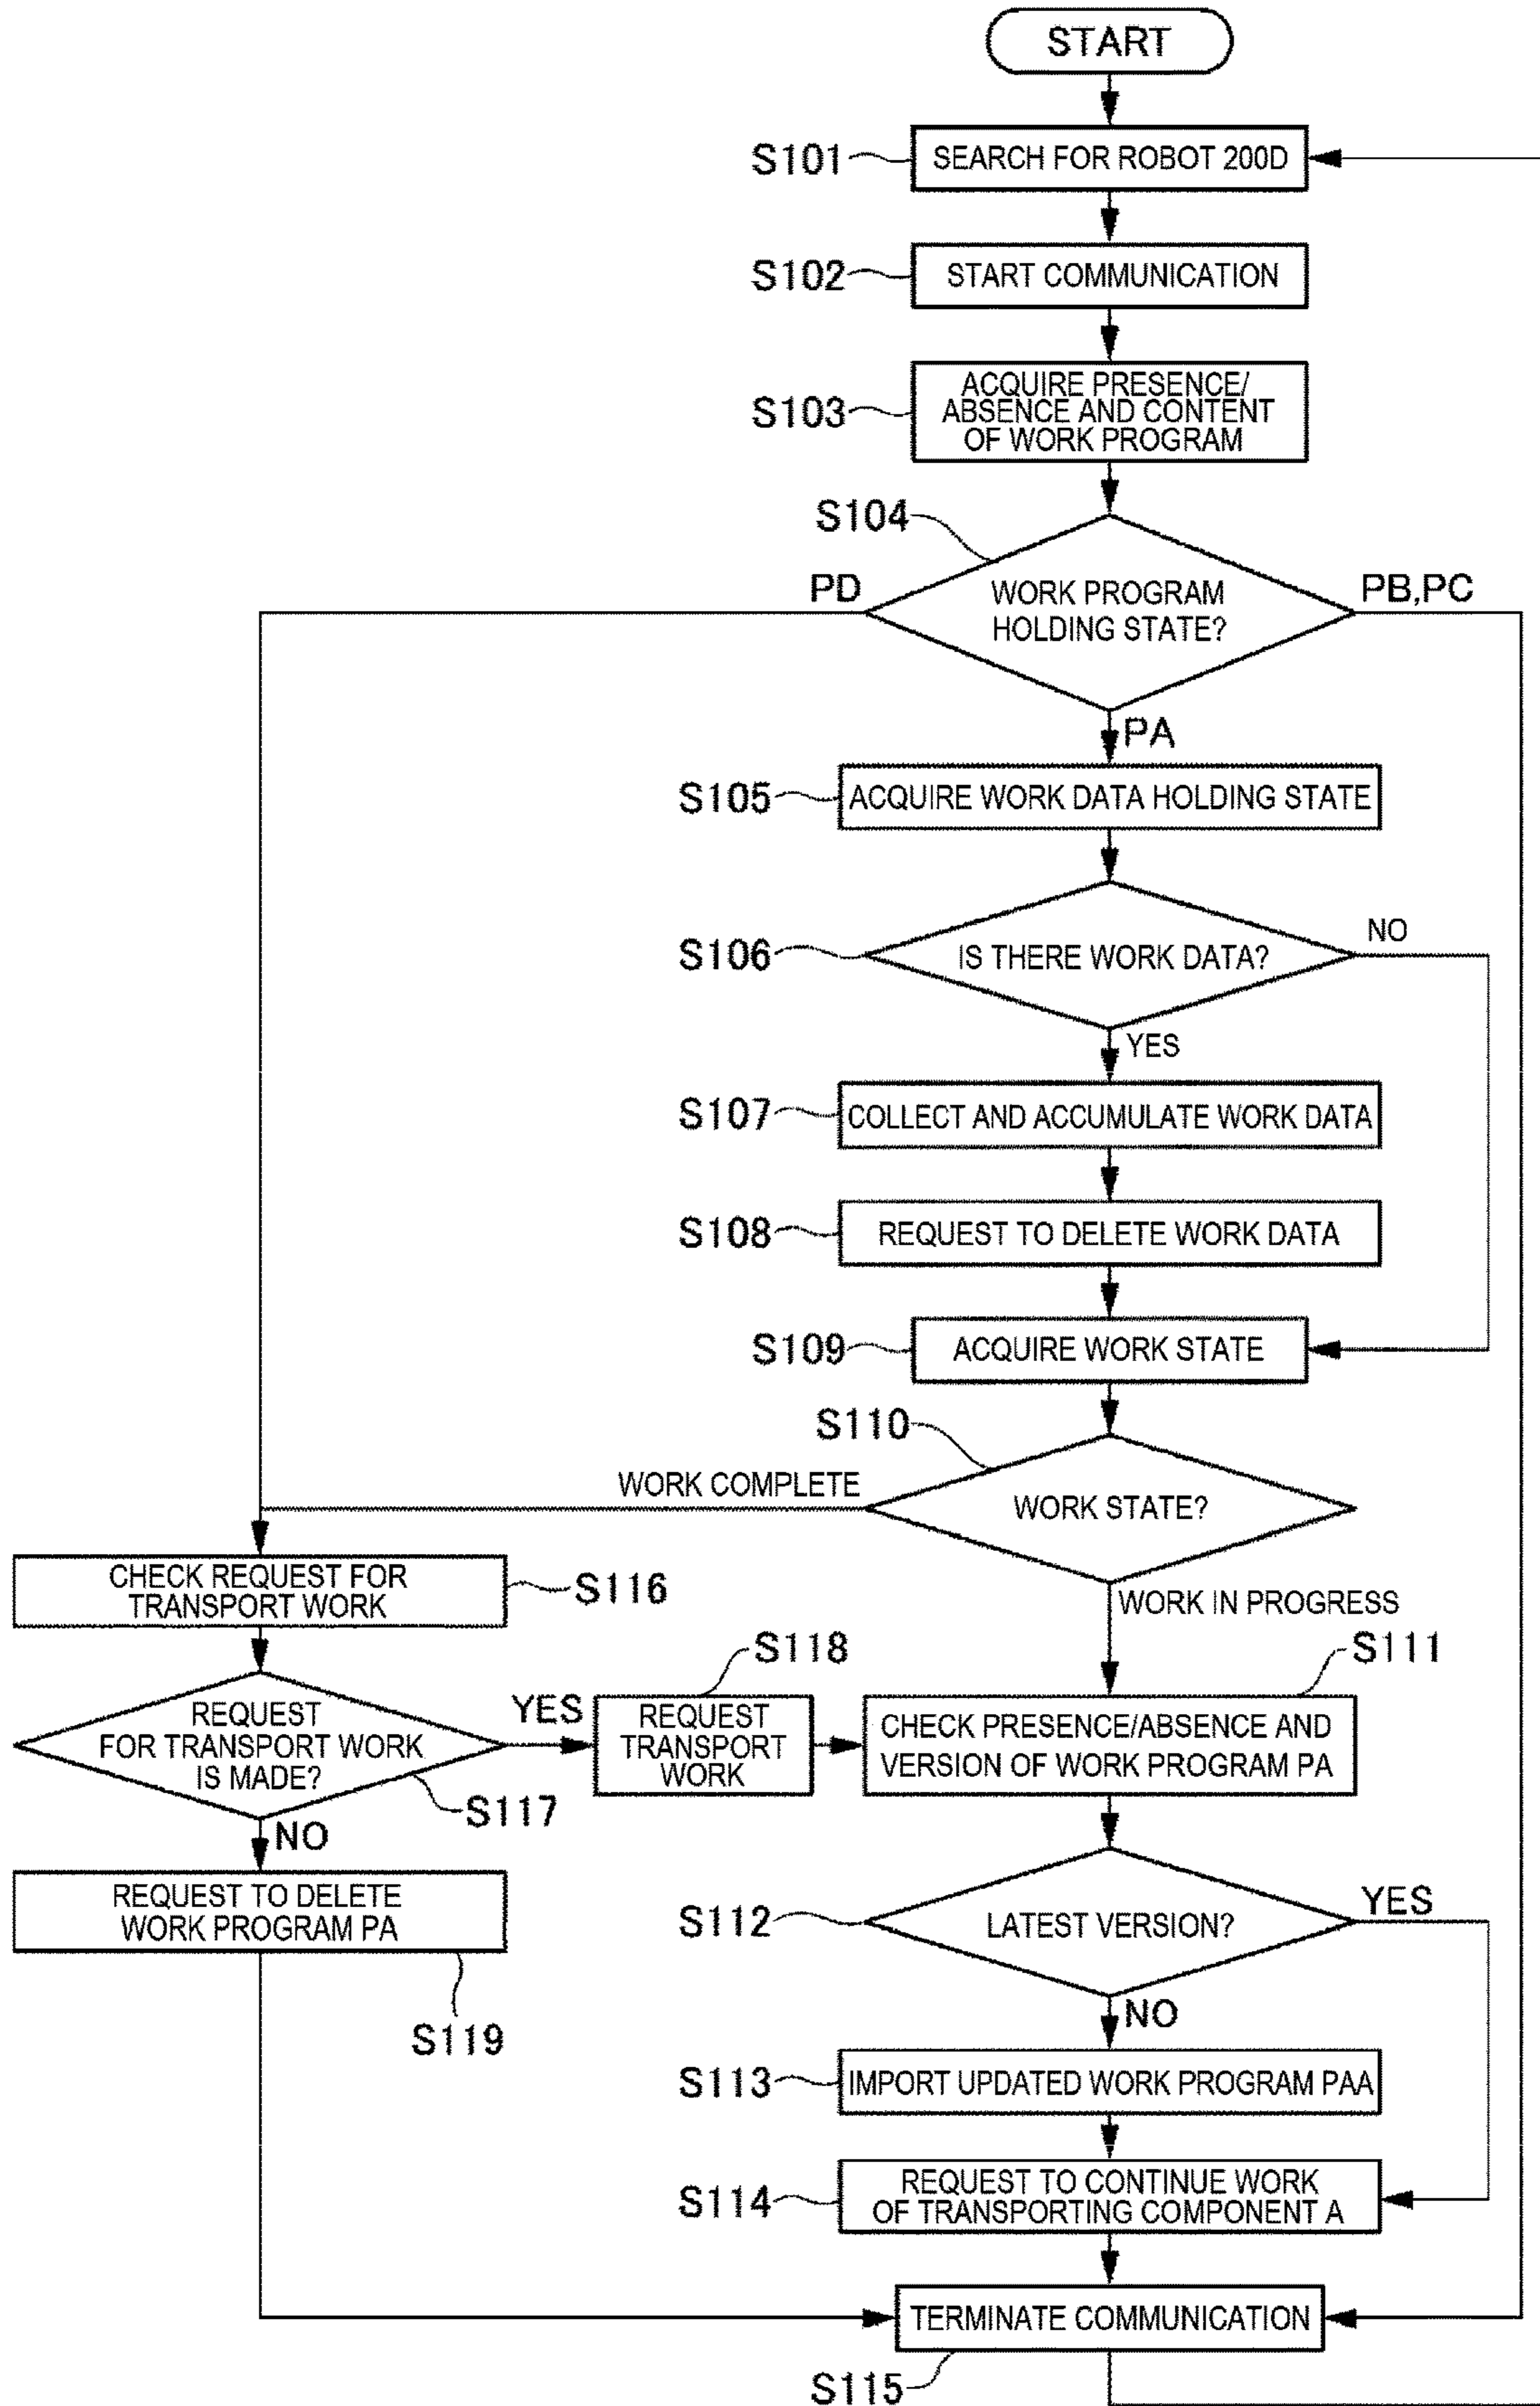 START
S101
SEARCH FOR ROBOT 200D
S102
START COMMUNICATION
S103
ACQUIRE PRESENCE/
ABSENCE AND CONTENT
OF WORK PROGRAM
S104
PD
WORK PROGRAM
HOLDING STATE?
PB,PC
PA
S105
ACQUIRE WORK DATA HOLDING STATE
S106
IS THERE WORK DATA?
NO
YES
S107
COLLECT AND ACCUMULATE WORK DATA
S108
REQUEST TO DELETE WORK DATA
S109
ACQUIRE WORK STATE
S110
WORK COMPLETE
WORK STATE?
WORK IN PROGRESS
CHECK REQUEST FOR
TRANSPORT WORK
S116
REQUEST
FOR TRANSPORT WORK
IS MADE?
S117
YES
S118
REQUEST
TRANSPORT
WORK
S111
CHECK PRESENCE/ABSENCE AND
VERSION OF WORK PROGRAM PA
NO
REQUEST TO DELETE
WORK PROGRAM PA
S119
S112
LATEST VERSION?
YES
NO
S113
IMPORT UPDATED WORK PROGRAM PAA
S114
REQUEST TO CONTINUE WORK
OF TRANSPORTING COMPONENT A
TERMINATE COMMUNICATION
S115